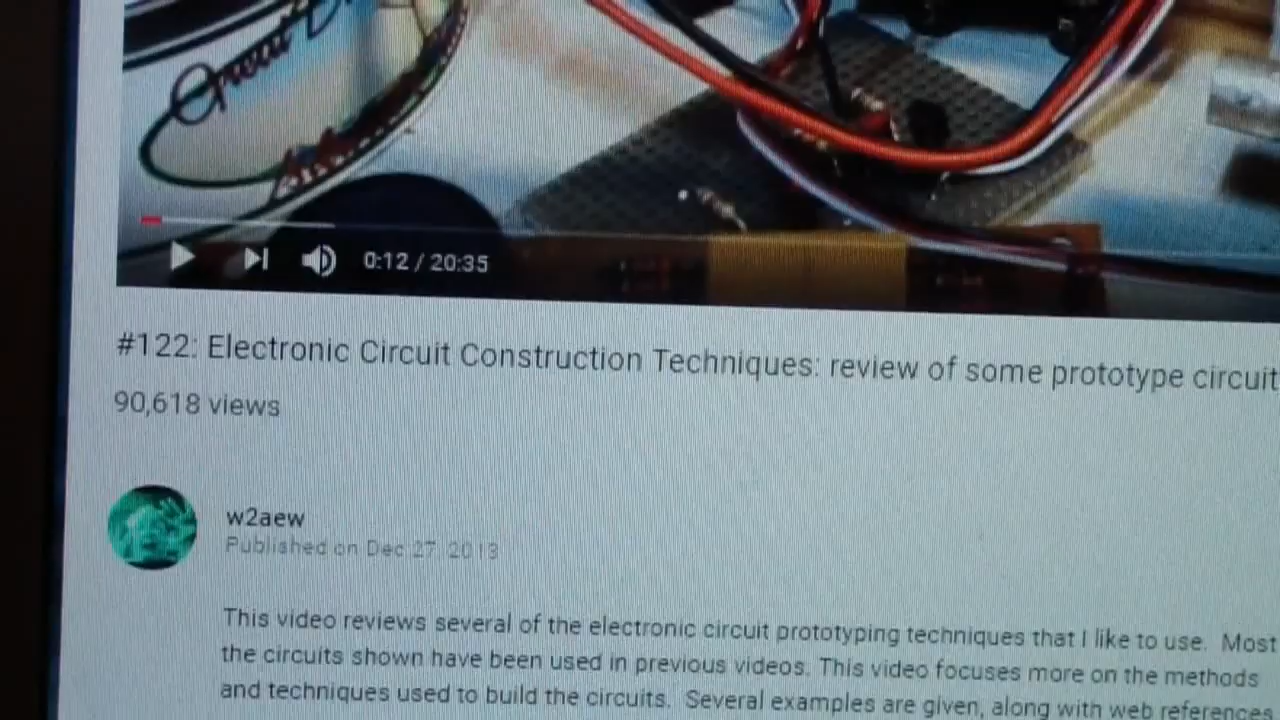 Circuit
0:12 / 20:35
#122: Electronic Circuit Construction Techniques: review of some prototype circuit
90,618 views
w2aew
Published on Dec 27, 2013
This video reviews several of the electronic circuit prototyping techniques that I like to use. Most
the circuits shown have been used in previous videos. This video focuses more on the methods
and techniques used to build the circuits. Several examples are given, along with web references